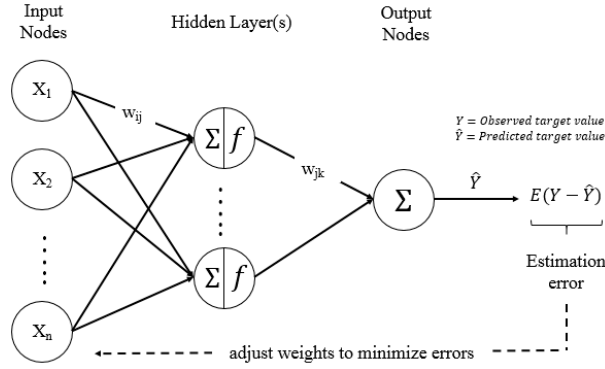 Input
Nodes
Hidden Layer(s)
Output
Nodes
X₁
X₂
Xₙ
wᵢⱼ
Σ f
Σ f
wⱼₖ
Σ
Ŷ
Y = Observed target value
Ŷ = Predicted target value
E(Y − Ŷ)
Estimation
error
adjust weights to minimize errors